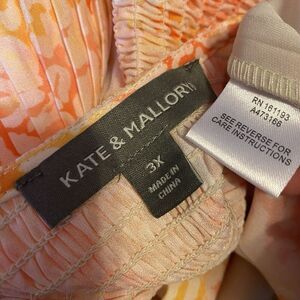 KATE & MALLORY
3X
MADE IN
CHINA
RN 161193
A473168
SEE REVERSE FOR
CARE INSTRUCTIONS